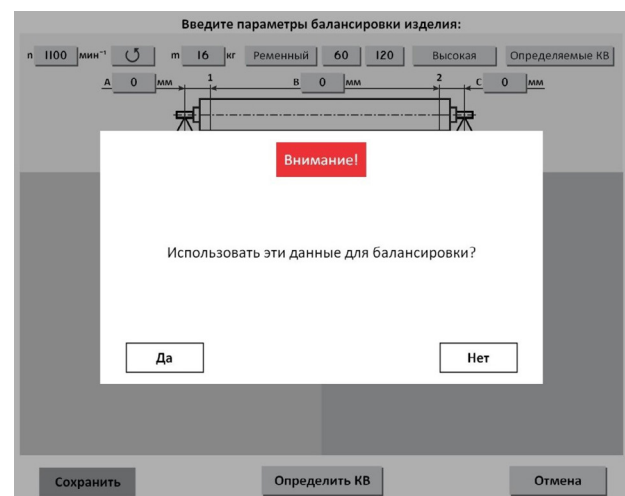 Введите параметры балансировки изделия:
n 1100 мин⁻¹ m 16 кг Ременный 60 120 Высокая Определяемые КВ
A 0 мм 1 B 0 мм 2 C 0 мм
Внимание!
Использовать эти данные для балансировки?
Да Нет
Сохранить Определить КВ Отмена